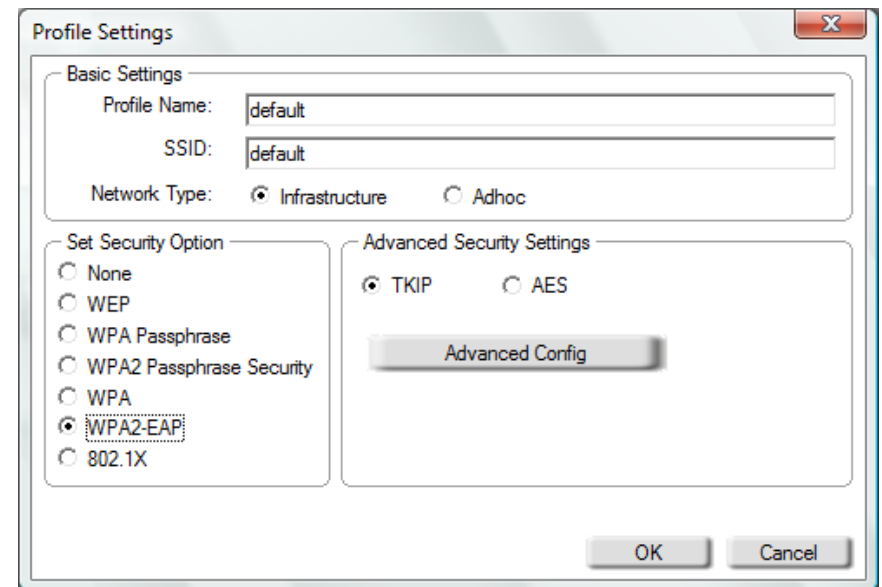 Profile Settings
X
Basic Settings
Profile Name: default
SSID: default
Network Type: Infrastructure Adhoc
Set Security Option
None
WEP
WPA Passphrase
WPA2 Passphrase Security
WPA
WPA2-EAP
802.1X
Advanced Security Settings
TKIP AES
Advanced Config
OK Cancel